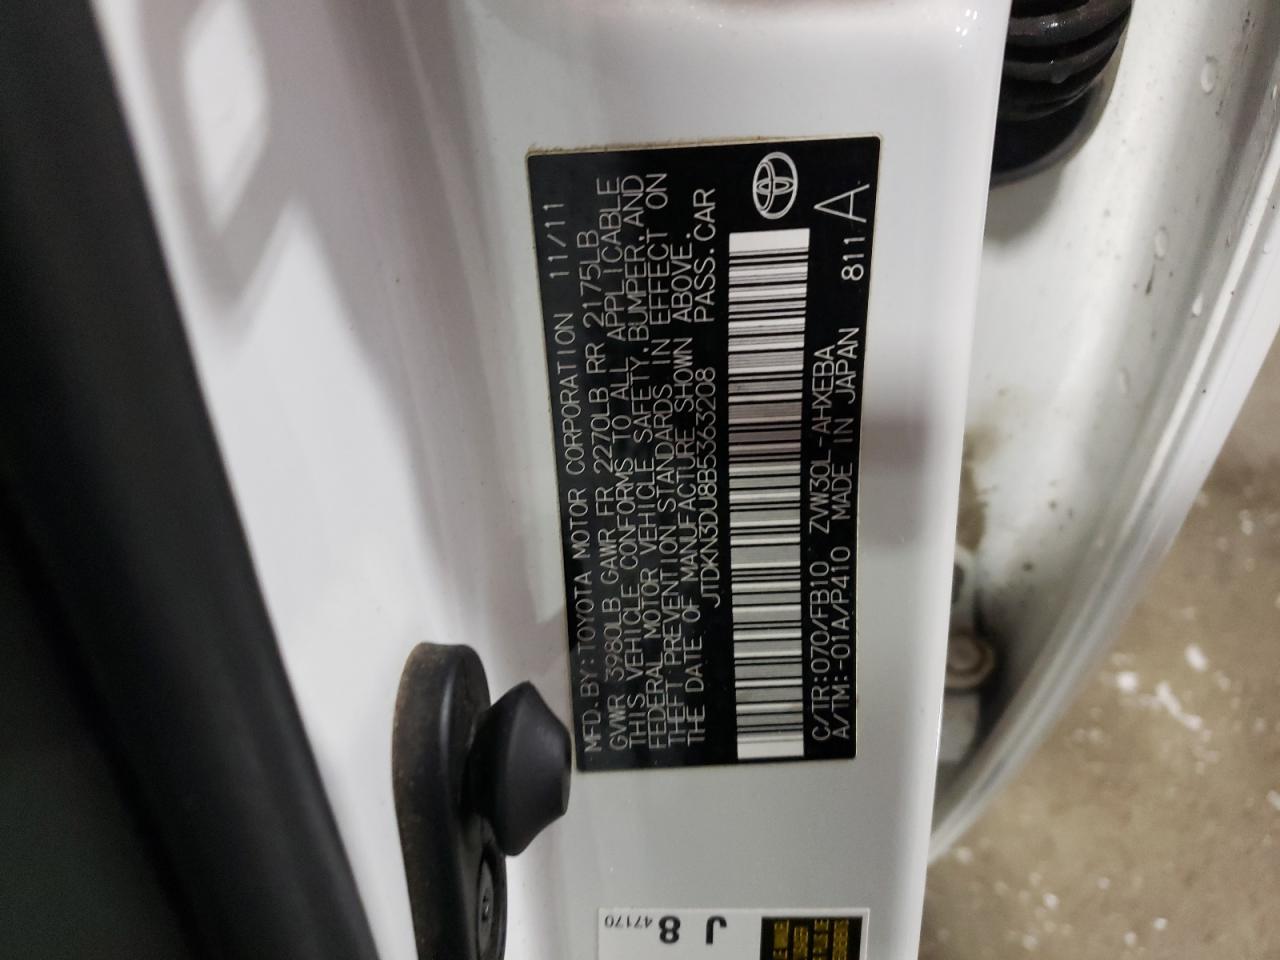 MFD.BY:TOYOTA MOTOR CORPORATION 11/11
GVWR 3980LB GAWR FR 2270LB RR 2175LB
THIS VEHICLE CONFORMS TO ALL APPLICABLE
FEDERAL MOTOR VEHICLE SAFETY,BUMPER,AND
THEFT PREVENTION STANDARDS IN EFFECT ON
THE DATE OF MANUFACTURE SHOWN ABOVE.
JTDKN3DU8B5363208 PASS.CAR
C/TR:070/FB10 ZVW30L-AHXEBA
A/TM:-01A/P410 MADE IN JAPAN 811 A
J 8
47170